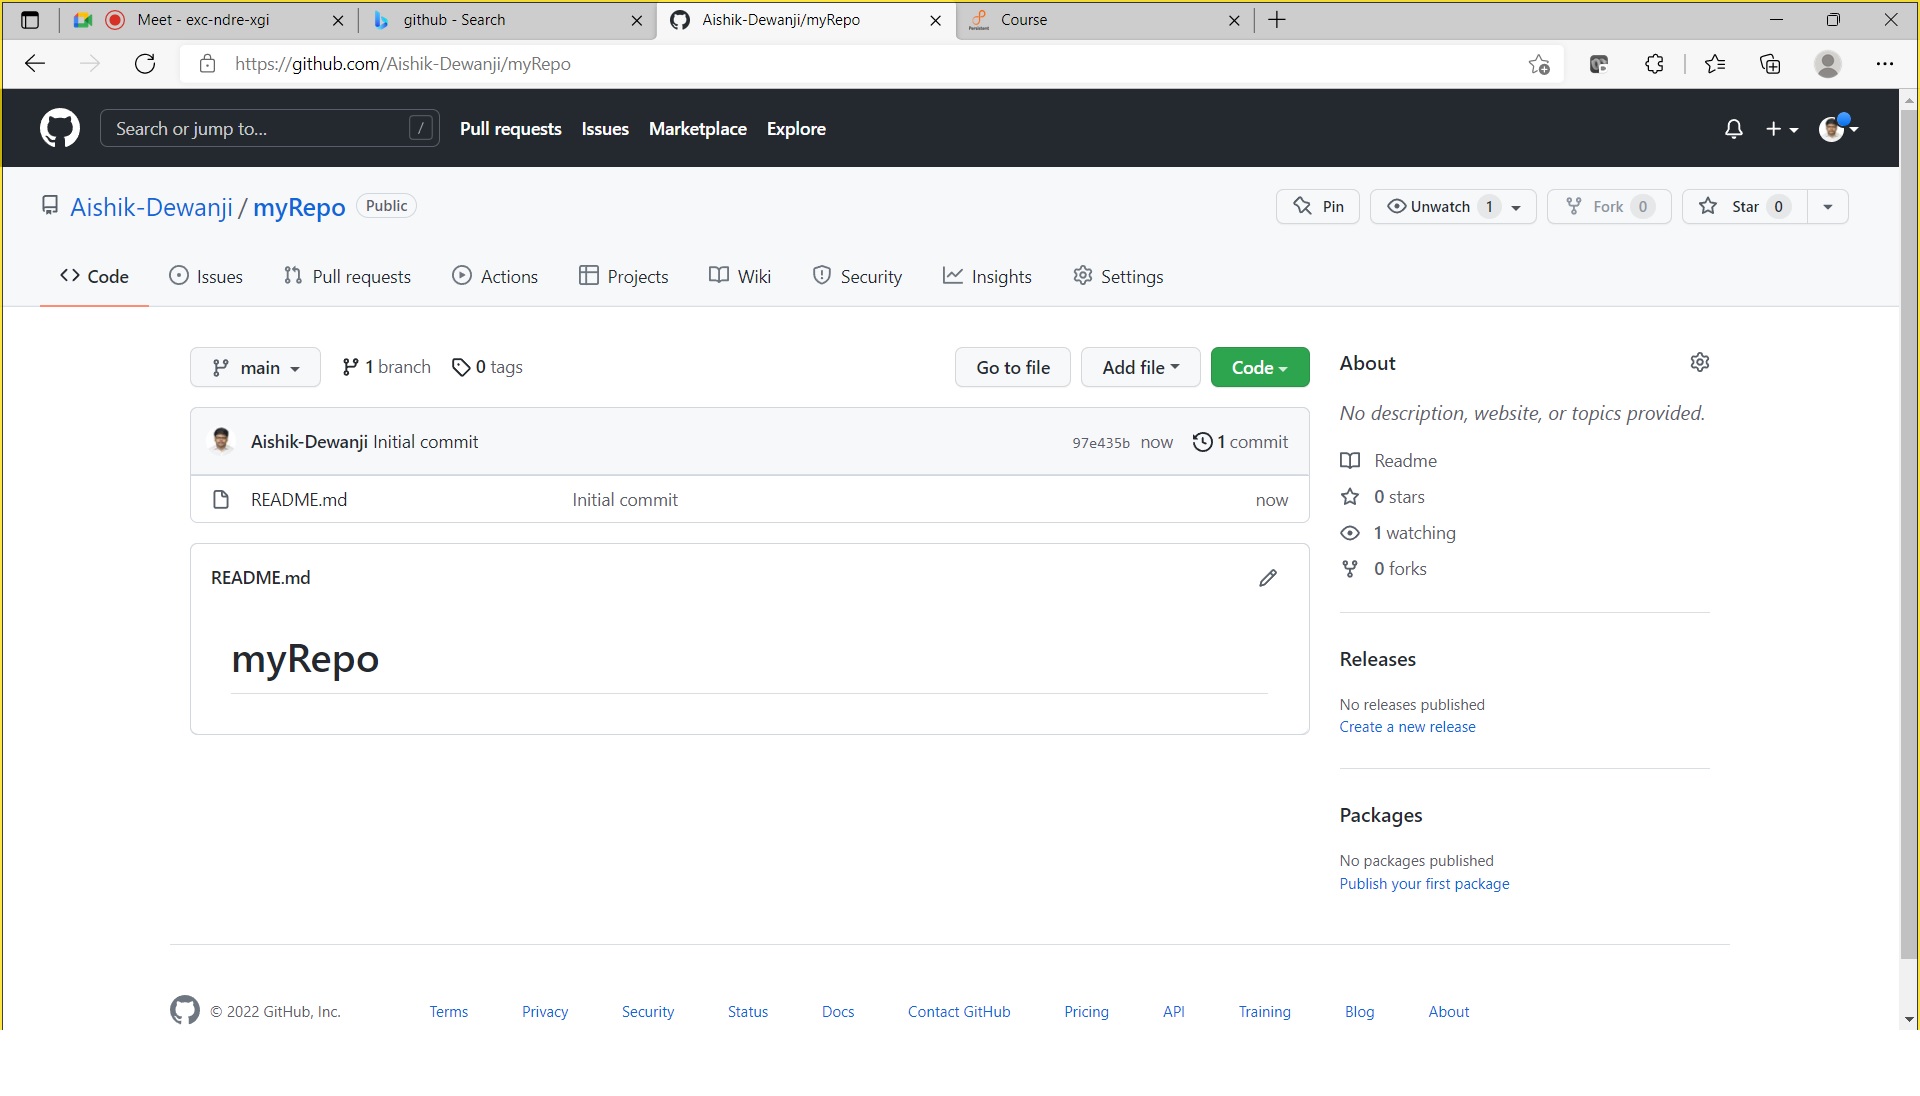 Meet - exc-ndre-xgi
github - Search
Aishik-Dewanji/myRepo
Course
https://github.com/Aishik-Dewanji/myRepo
Search or jump to... /
Pull requests Issues Marketplace Explore
Aishik-Dewanji / myRepo Public
Pin Unwatch 1 Fork 0 Star 0
Code Issues Pull requests Actions Projects Wiki Security Insights Settings
main 1 branch 0 tags Go to file Add file Code
Aishik-Dewanji Initial commit 97e435b now 1 commit
README.md Initial commit now
README.md
myRepo
About
No description, website, or topics provided.
Readme
0 stars
1 watching
0 forks
Releases
No releases published
Create a new release
Packages
No packages published
Publish your first package
© 2022 GitHub, Inc. Terms Privacy Security Status Docs Contact GitHub Pricing API Training Blog About